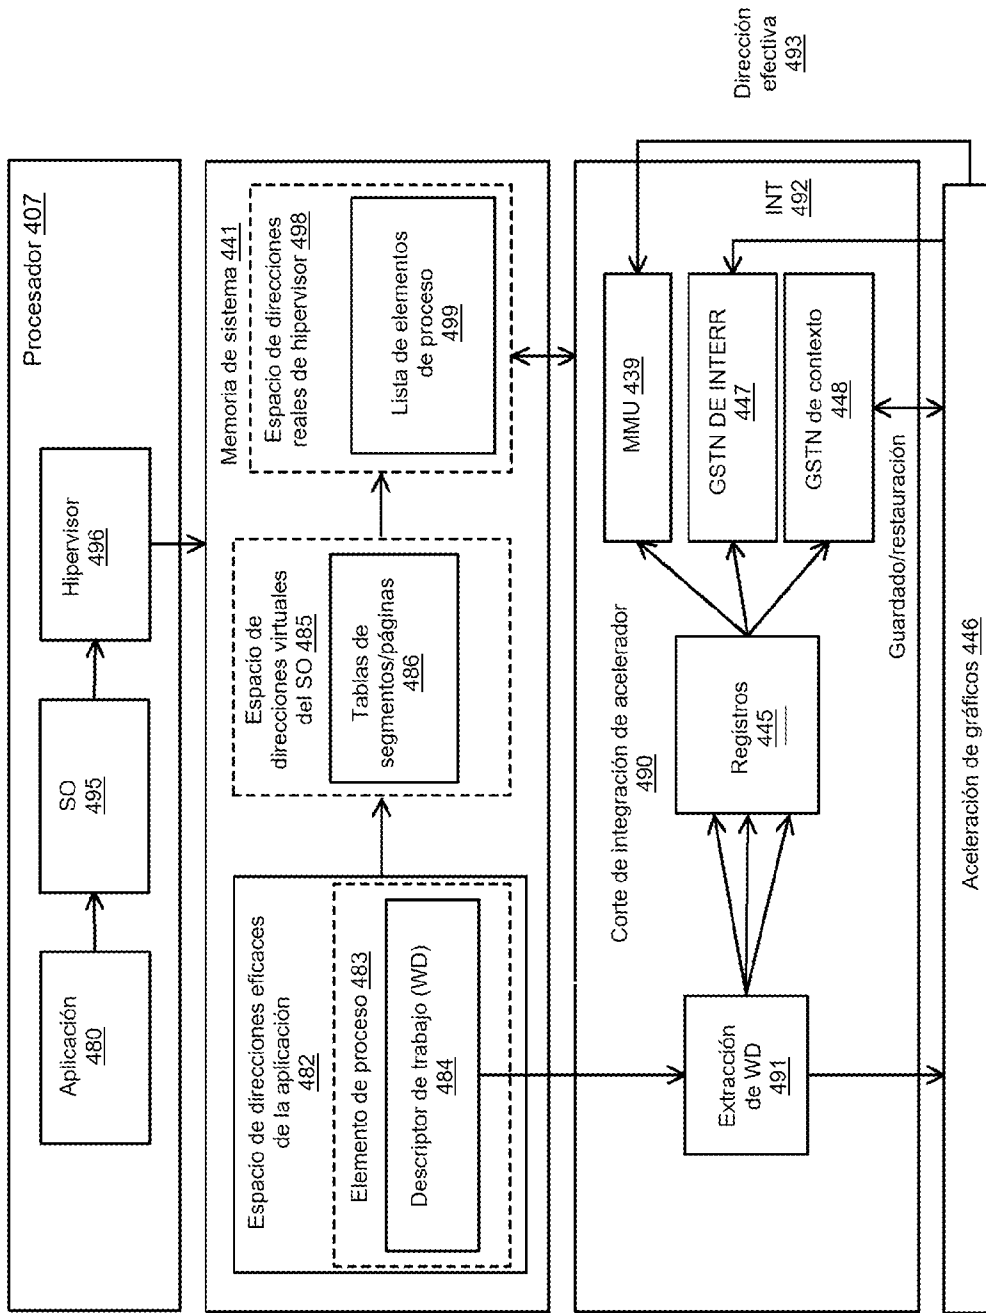 Procesador 407
Aplicación
480
SO
495
Hipervisor
496
Memoria de sistema 441
Espacio de direcciones eficaces
de la aplicación
482
Elemento de proceso 483
Descriptor de trabajo (WD)
484
Espacio de
direcciones virtuales
del SO 485
Tablas de
segmentos/páginas
486
Espacio de direcciones
reales de hipervisor 498
Lista de elementos
de proceso
499
Corte de integración de acelerador
490
Extracción
de WD
491
Registros
445
MMU 439
GSTN DE INTERR
447
GSTN de contexto
448
INT
492
Dirección
efectiva
493
Guardado/restauración
Aceleración de gráficos 446